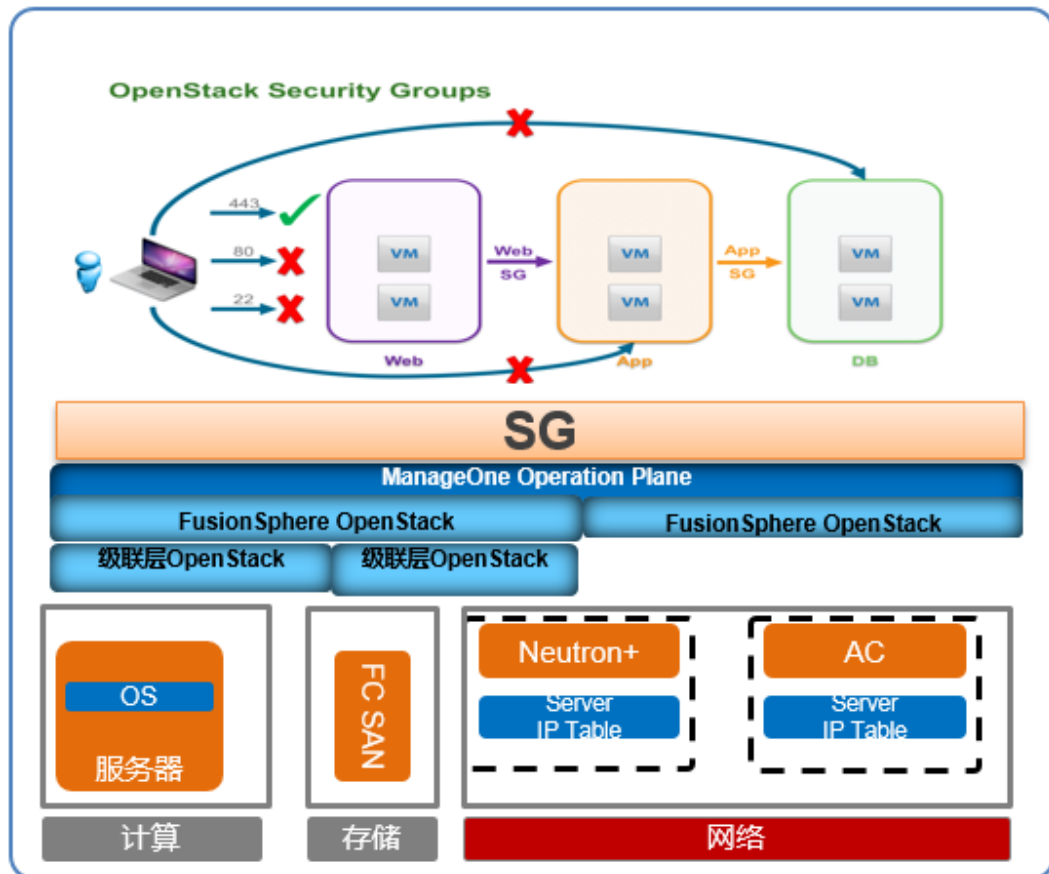 OpenStack Security Groups
443
80
22
VM
VM
VM
VM
VM
VM
Web
SG
App
SG
Web
App
DB
SG
ManageOne Operation Plane
FusionSphere OpenStack
FusionSphere OpenStack
级联层OpenStack
级联层OpenStack
OS
服务器
FC SAN
Neutron+
Server
IP Table
AC
Server
IP Table
计算
存储
网络